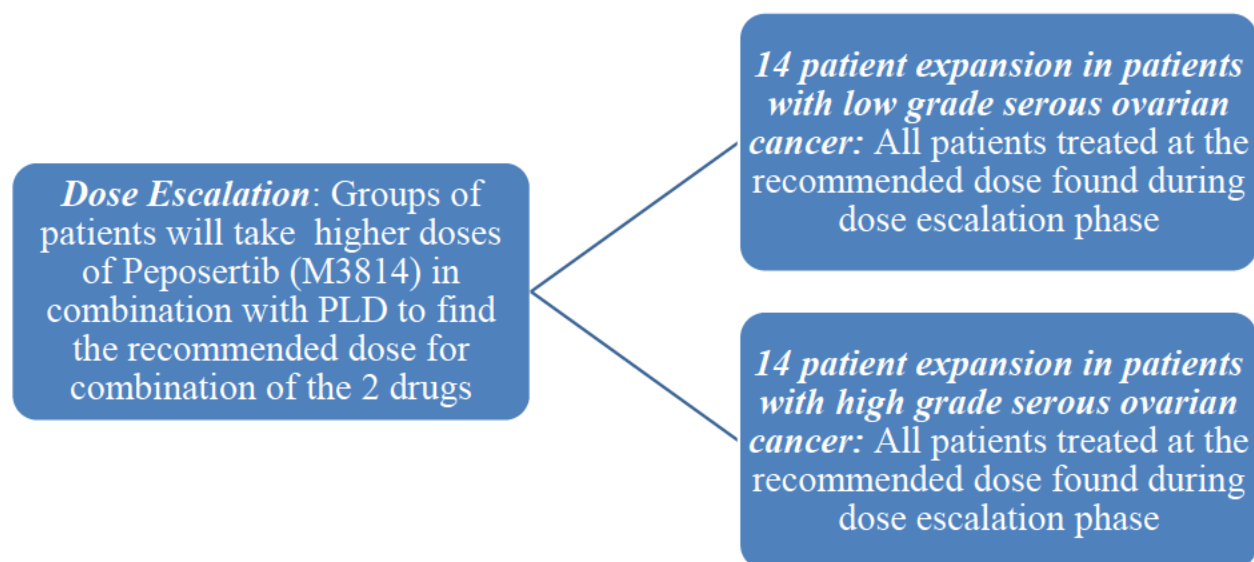 Dose Escalation: Groups of
patients will take  higher doses
of Peposertib (M3814) in
combination with PLD to find
the recommended dose for
combination of the 2 drugs
14 patient expansion in patients
with low grade serous ovarian
cancer: All patients treated at the
recommended dose found during
dose escalation phase
14 patient expansion in patients
with high grade serous ovarian
cancer: All patients treated at the
recommended dose found during
dose escalation phase